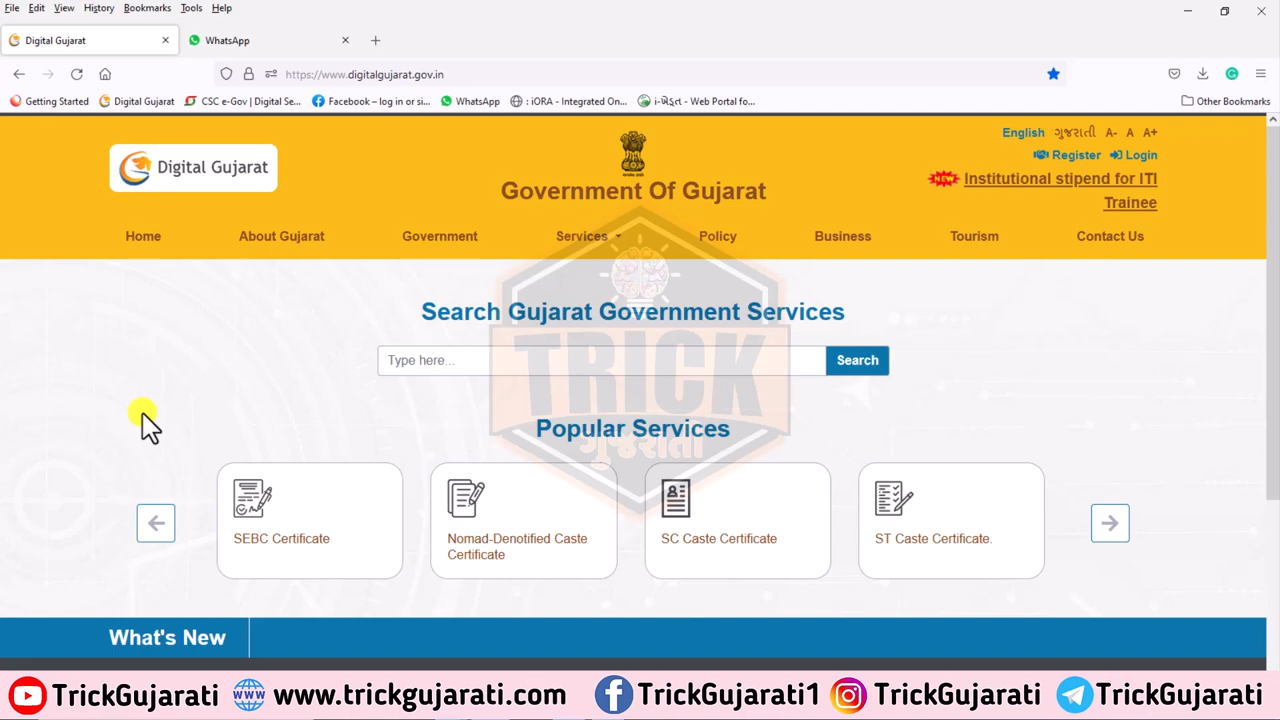 File Edit View History Bookmarks Tools Help
Digital Gujarat
WhatsApp
https://www.digitalgujarat.gov.in
Getting Started
Digital Gujarat
CSC e-Gov | Digital Se...
Facebook – log in or si...
WhatsApp
: iORA - Integrated On...
i-ખેડૂત - Web Portal fo...
Other Bookmarks
English ગુજરાતી A- A A+
Digital Gujarat
Register Login
Government Of Gujarat
NEW Institutional stipend for ITI
Trainee
Home About Gujarat Government Services Policy Business Tourism Contact Us
Search Gujarat Government Services
Type here... Search
TRICK
ગુજરાતી
Popular Services
SEBC Certificate
Nomad-Denotified Caste
Certificate
SC Caste Certificate
ST Caste Certificate.
What's New
TrickGujarati www.trickgujarati.com TrickGujarati1 TrickGujarati TrickGujarati